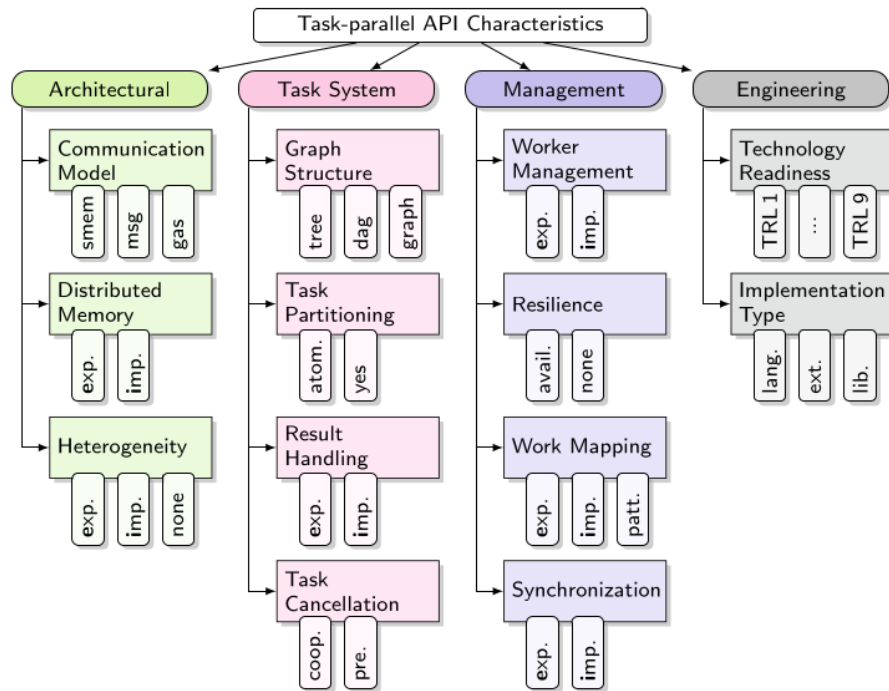 Task-parallel API Characteristics
Architectural
Task System
Management
Engineering
Communication
Model
smem
msg
gas
Distributed
Memory
exp.
imp.
Heterogeneity
exp.
imp.
none
Graph
Structure
tree
dag
graph
Task
Partitioning
atom.
yes
Result
Handling
exp.
imp.
Task
Cancellation
coop.
pre.
Worker
Management
exp.
imp.
Resilience
avail.
none
Work Mapping
exp.
imp.
patt.
Synchronization
exp.
imp.
Technology
Readiness
TRL 1
...
TRL 9
Implementation
Type
lang.
ext.
lib.